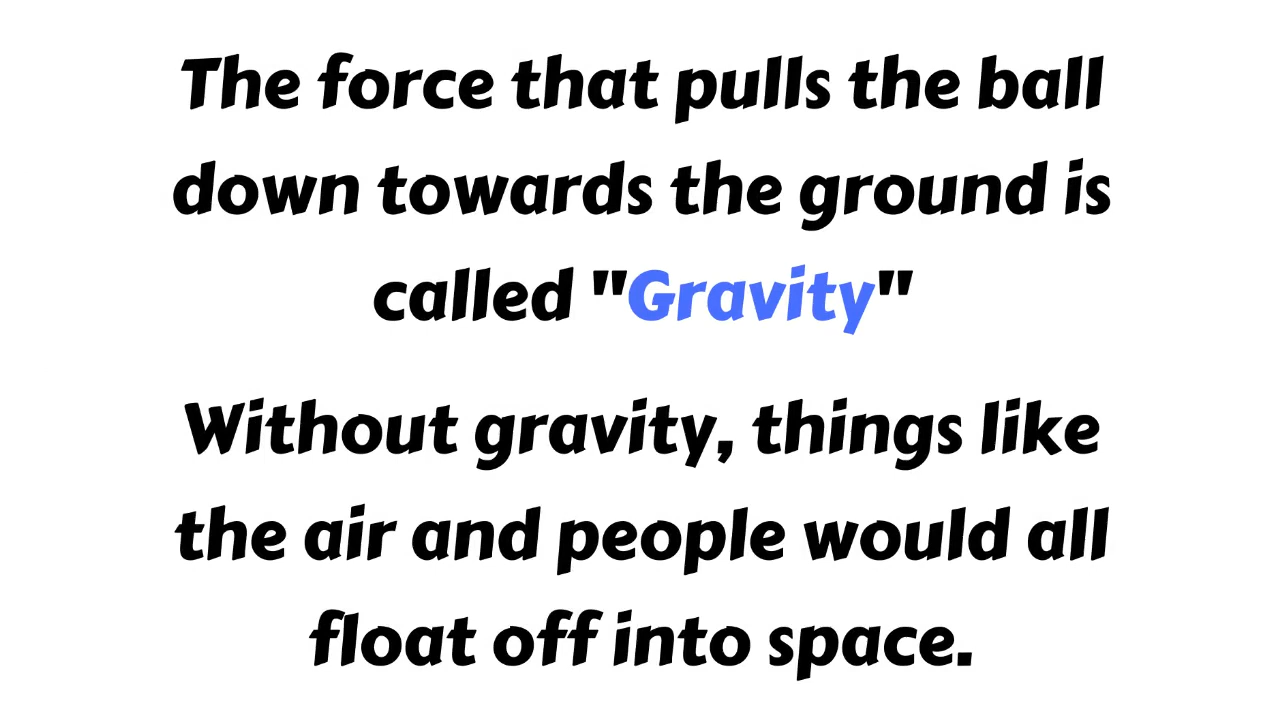 The force that pulls the ball
down towards the ground is
called "Gravity"
Without gravity, things like
the air and people would all
float off into space.